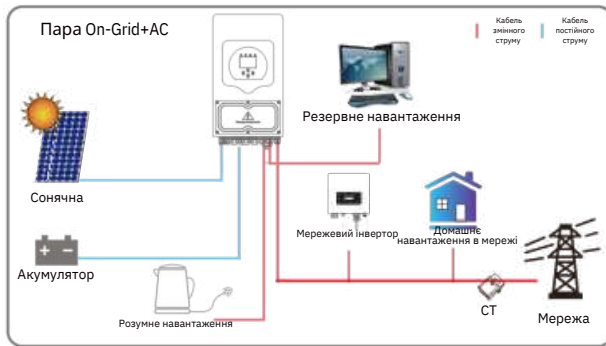 Пара On-Grid+AC
Кабель
змінного
струму
Кабель
постійного
струму
Резервне навантаження
Сонячна
Мережевий інвертор
Домашнє
навантаження в мережі
Акумулятор
Розумне навантаження
СТ
Мережа